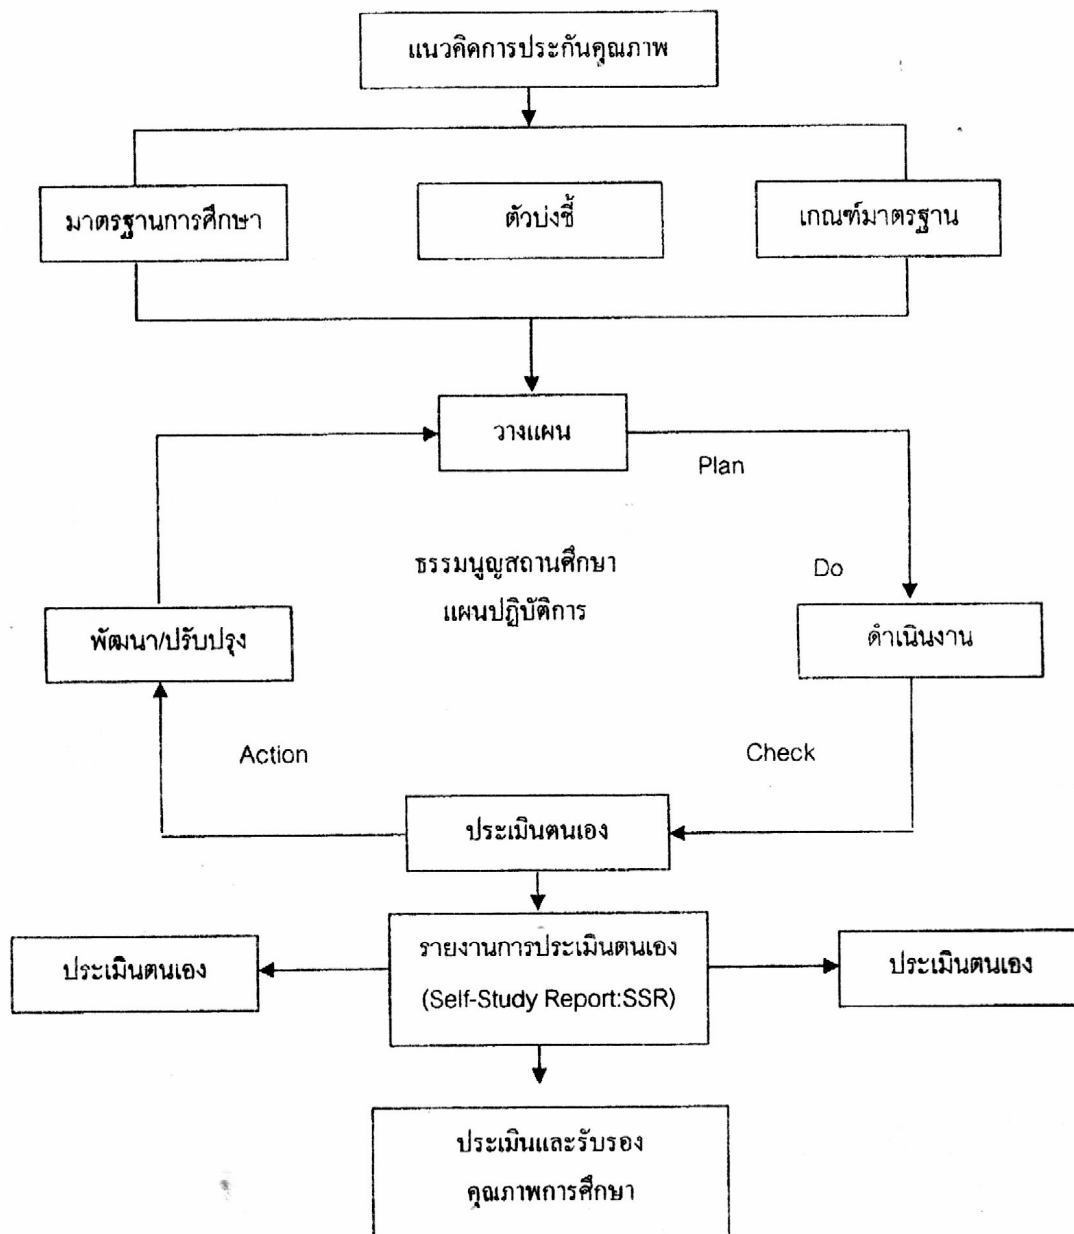 แนวคิดการประกันคุณภาพ
มาตรฐานการศึกษา
ตัวบ่งชี้
เกณฑ์มาตรฐาน
วางแผน
Plan
ธรรมนูญสถานศึกษา
แผนปฏิบัติการ
Do
พัฒนา/ปรับปรุง
ดำเนินงาน
Action
Check
ประเมินตนเอง
ประเมินตนเอง
รายงานการประเมินตนเอง
(Self-Study Report:SSR)
ประเมินตนเอง
ประเมินและรับรอง
คุณภาพการศึกษา